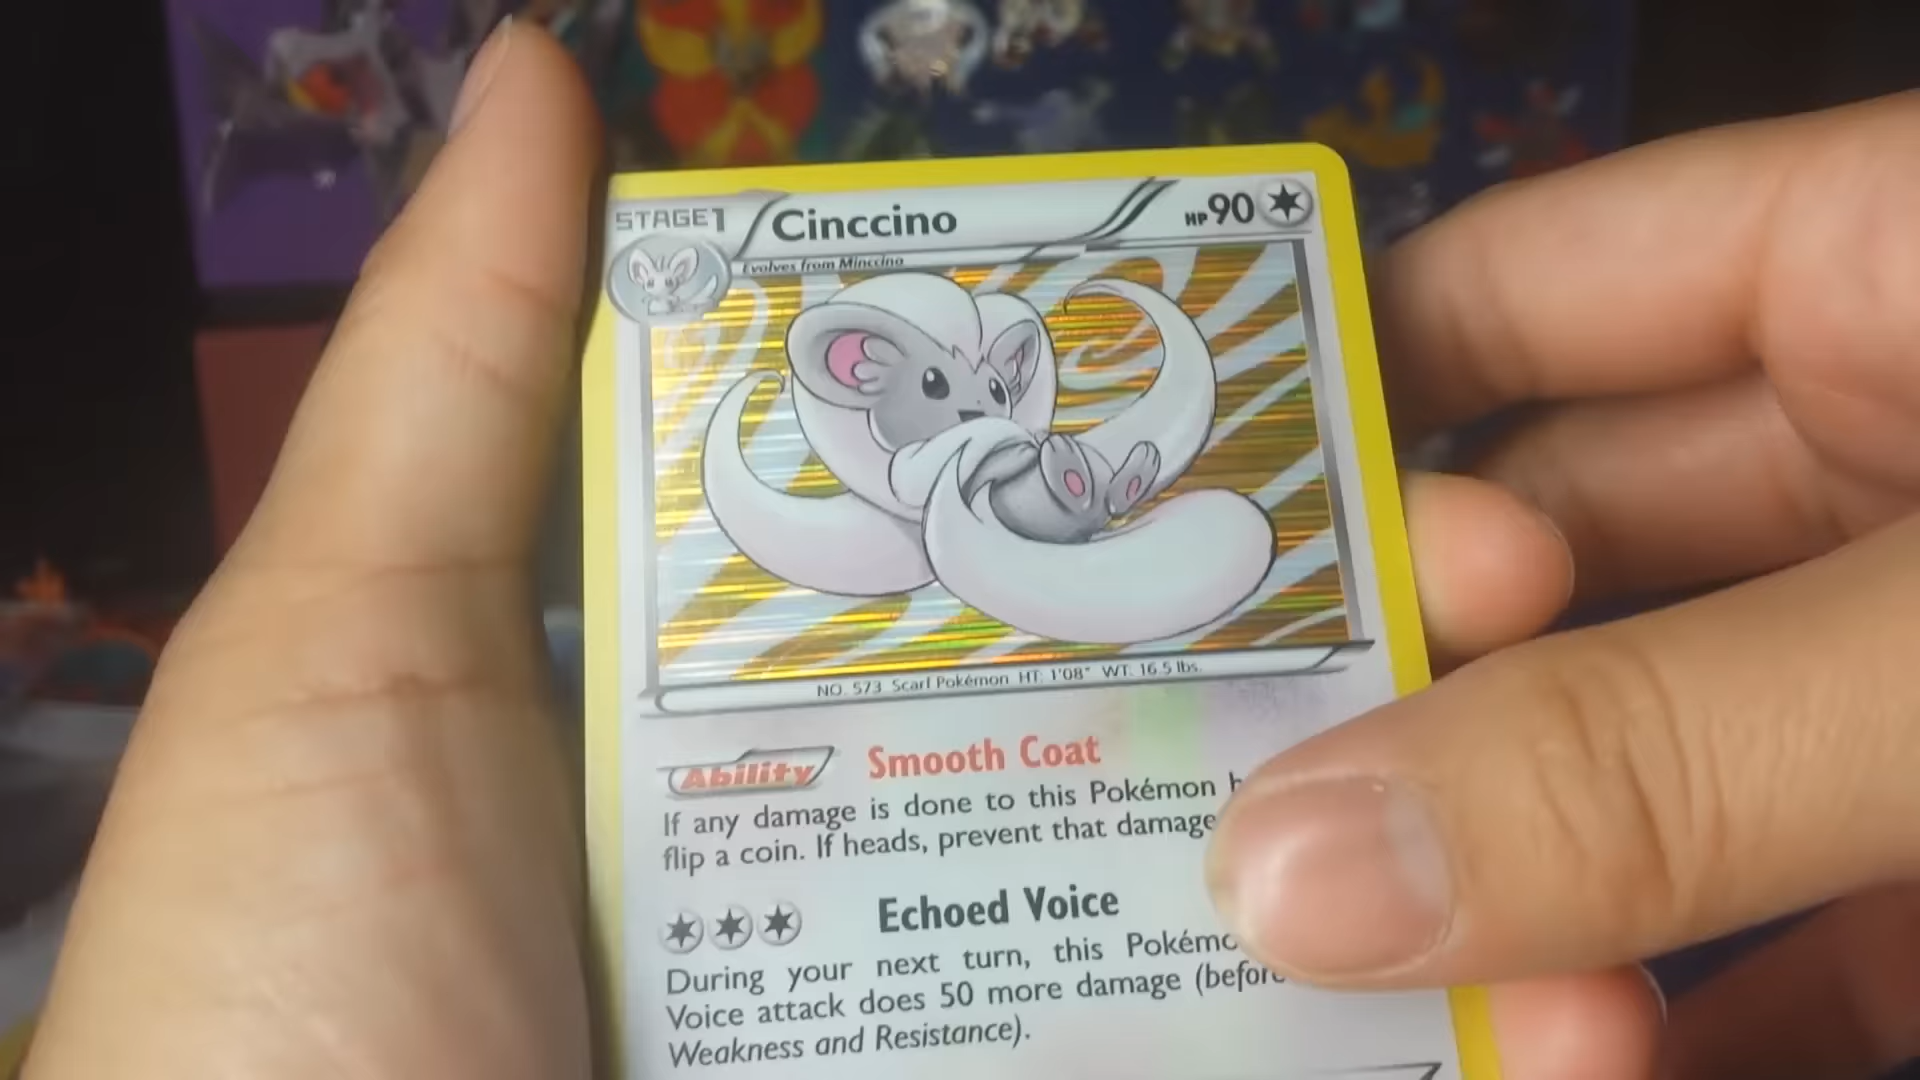 STAGE1 Cinccino HP90
Evolves from Minccino
NO. 573 Scarf Pokémon HT: 1'08" WT: 16.5 lbs.
Ability Smooth Coat
If any damage is done to this Pokémon
flip a coin. If heads, prevent that damage
Echoed Voice
During your next turn, this
Voice attack does 50 more damage (before
Weakness and Resistance).